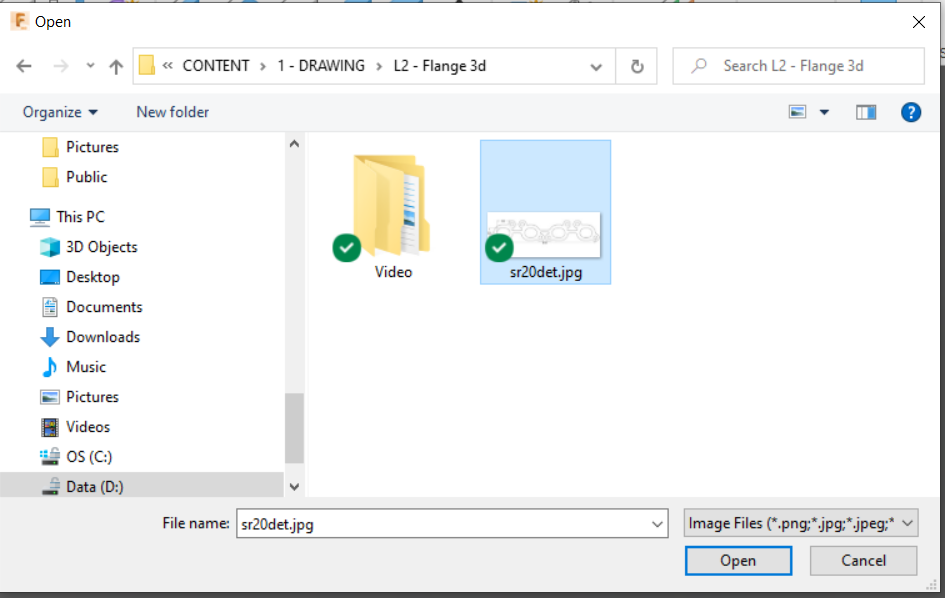 Open
« CONTENT > 1 - DRAWING > L2 - Flange 3d
Search L2 - Flange 3d
Organize
New folder
Pictures
Public
This PC
3D Objects
Desktop
Documents
Downloads
Music
Pictures
Videos
OS (C:)
Data (D:)
Video
sr20det.jpg
File name: sr20det.jpg
Image Files (*.png;*.jpg;*.jpeg;*
Open
Cancel